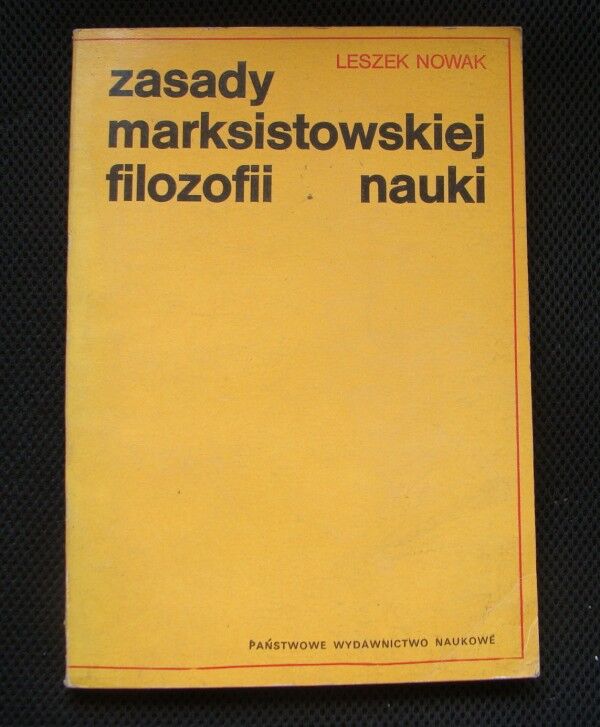 LESZEK NOWAK
zasady
marksistowskiej
filozofii nauki
PAŃSTWOWE WYDAWNICTWO NAUKOWE